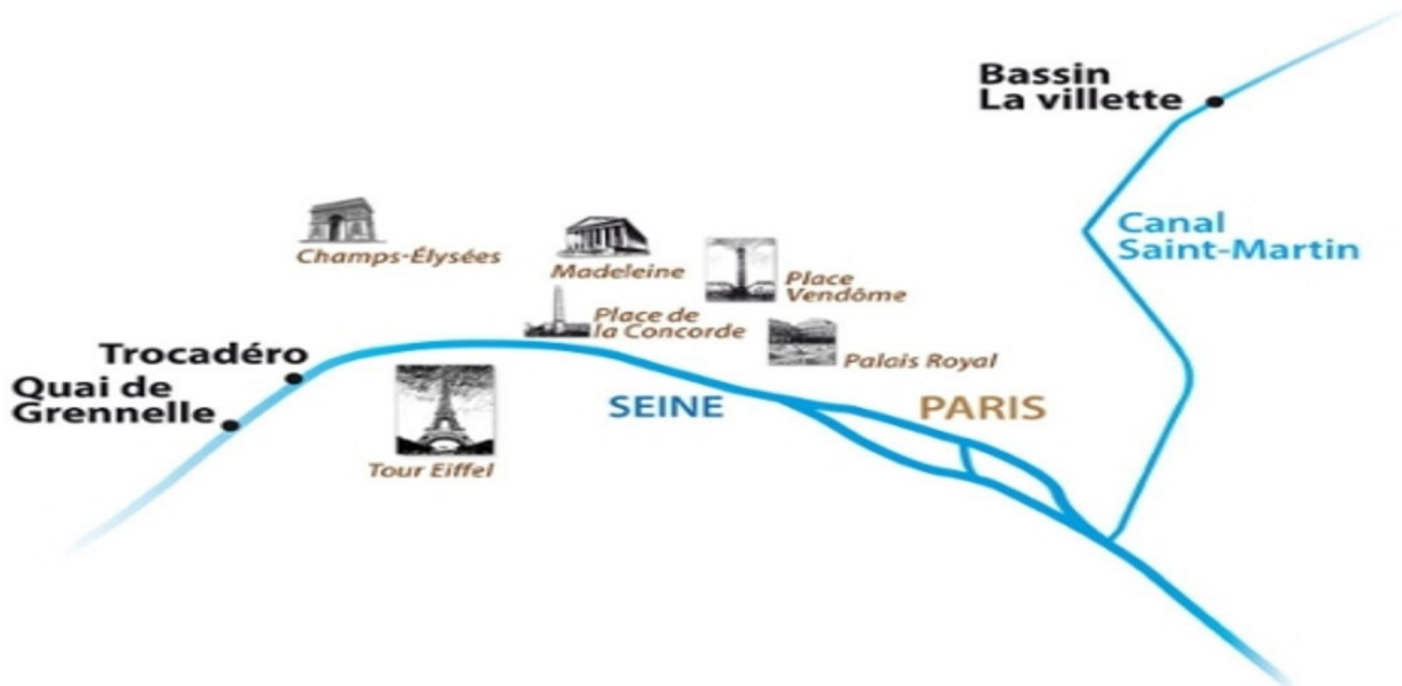 Bassin
La villette
Canal
Saint-Martin
Champs-Élysées
Madeleine
Place
Vendôme
Place de
la Concorde
Palais Royal
Trocadéro
Quai de
Grennelle
SEINE
PARIS
Tour Eiffel